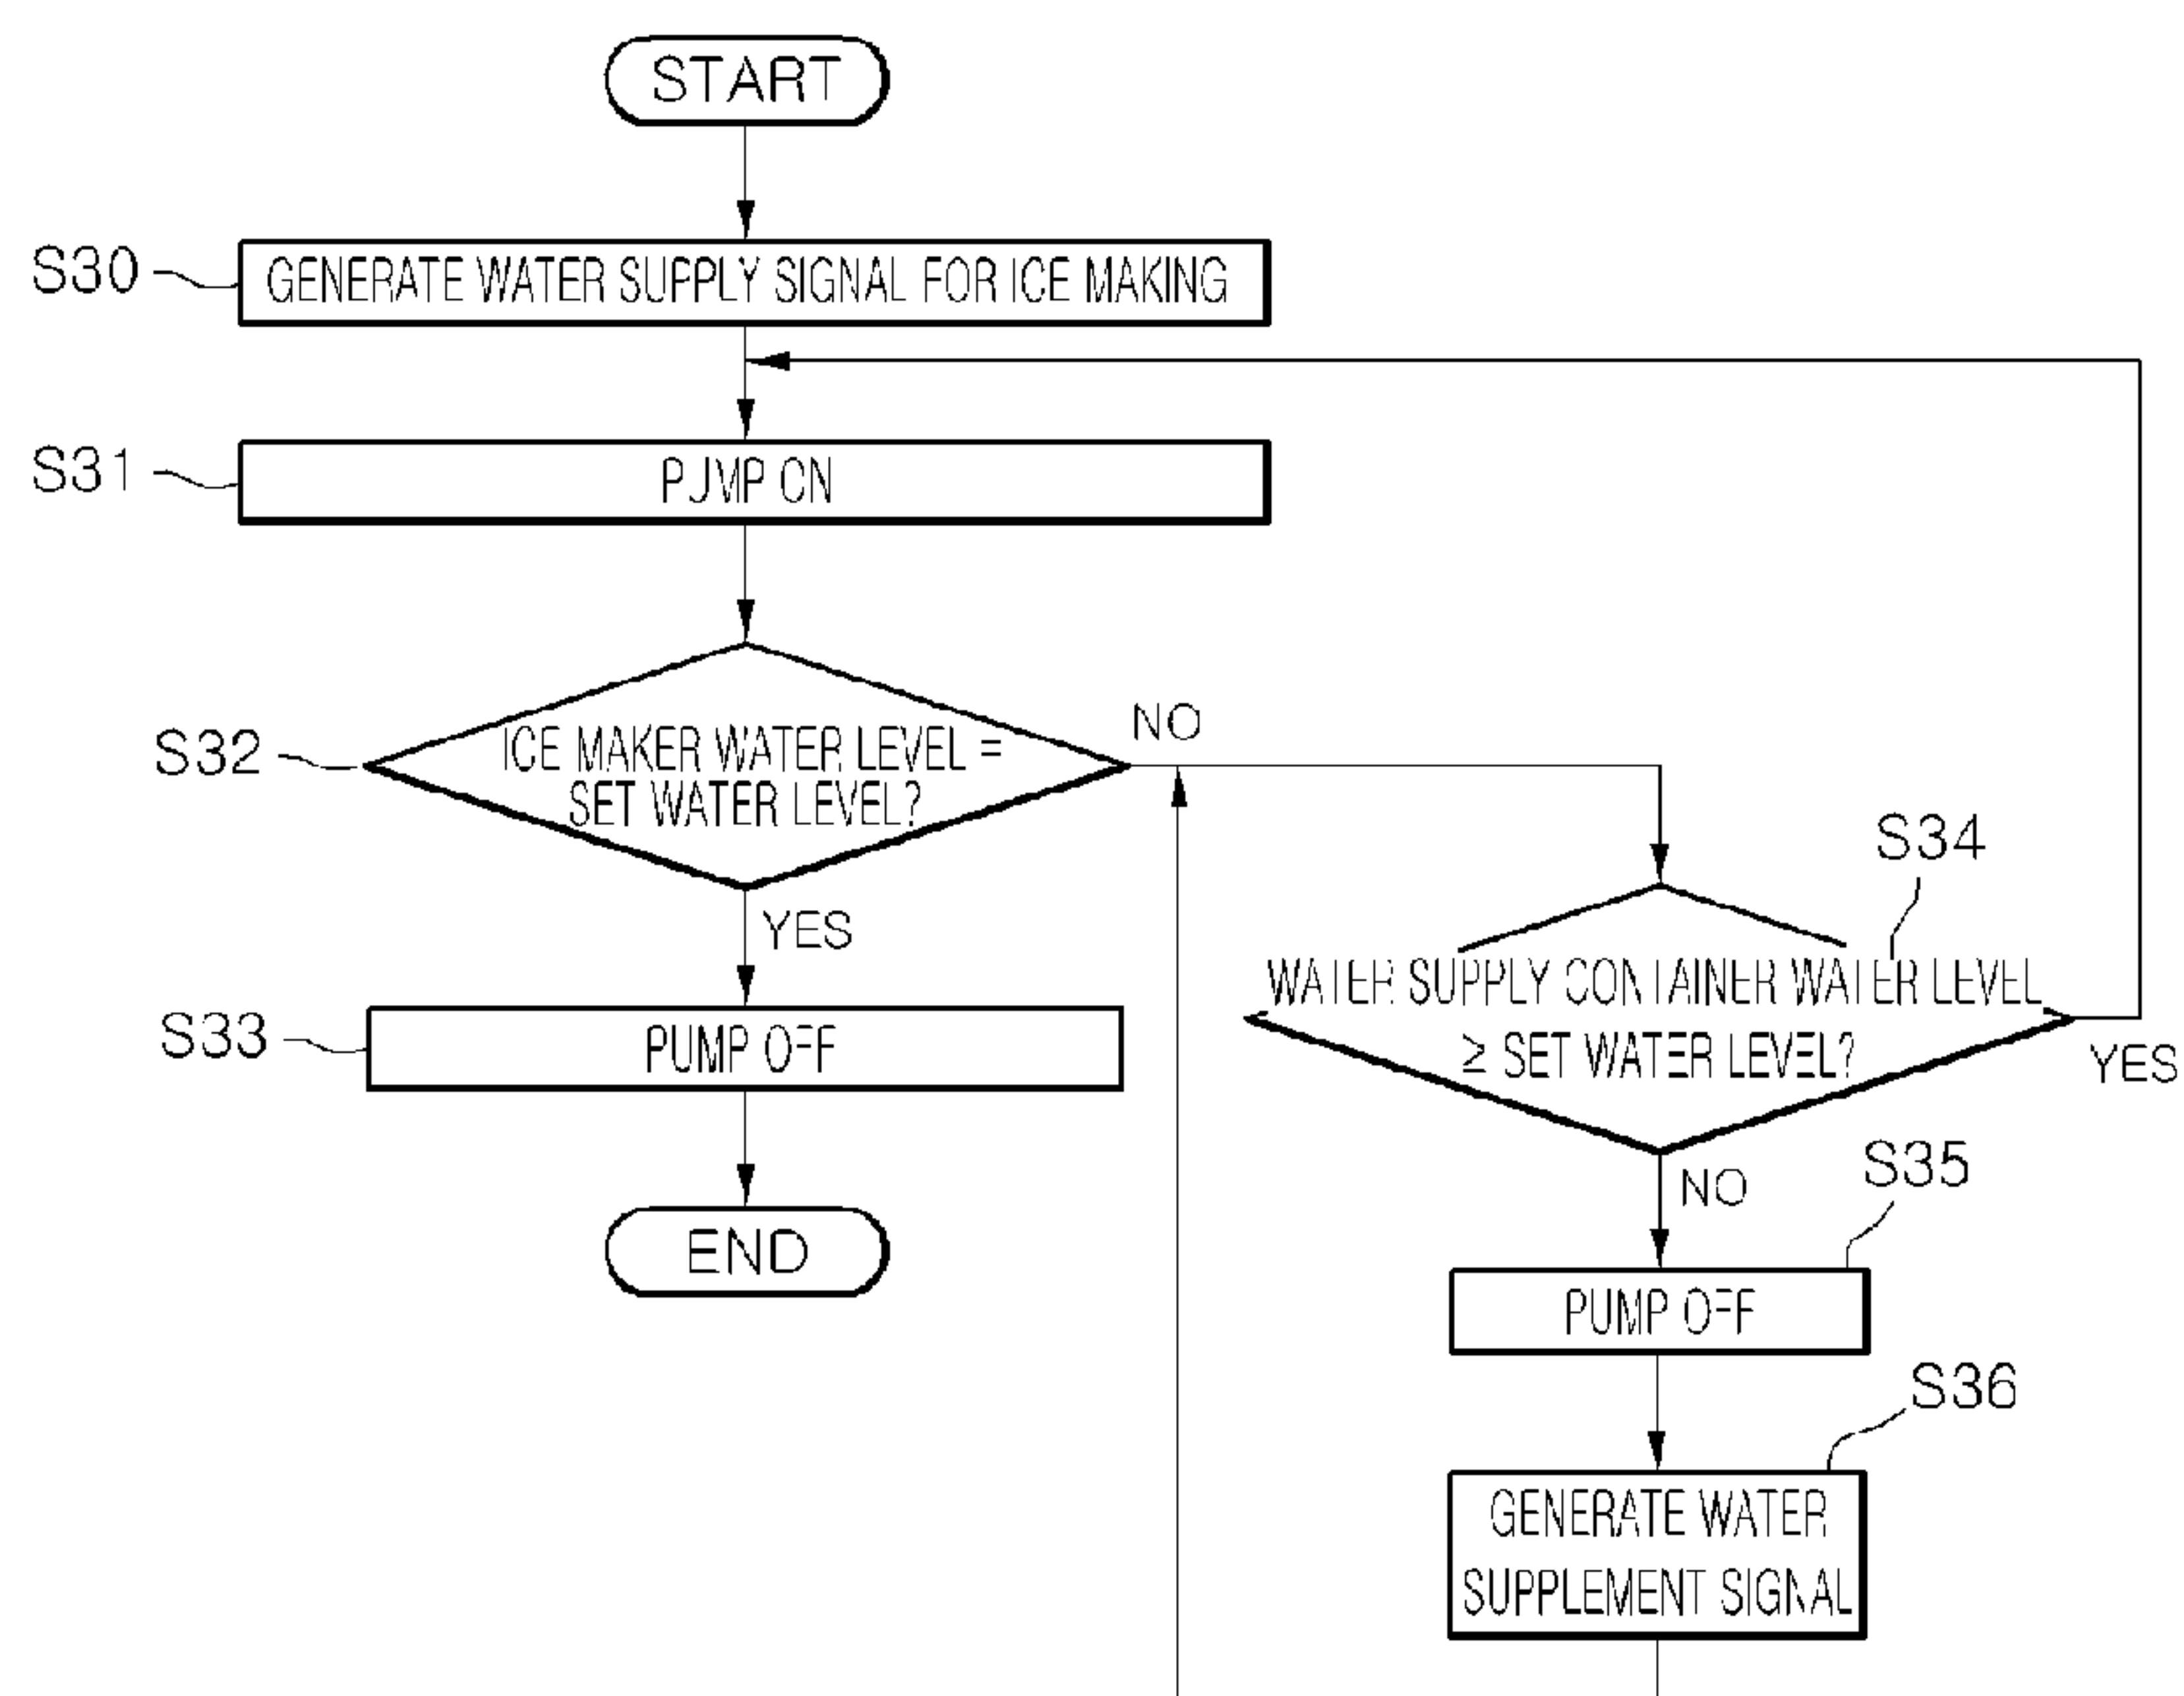 START
S30
GENERATE WATER SUPPLY SIGNAL FOR ICE MAKING
S31
PUMP ON
S32
ICE MAKER WATER LEVEL =
SET WATER LEVEL?
NO
YES
S33
PUMP OFF
END
S34
WATER SUPPLY CONTAINER WATER LEVEL
≥ SET WATER LEVEL?
YES
NO
S35
PUMP OFF
S36
GENERATE WATER
SUPPLEMENT SIGNAL